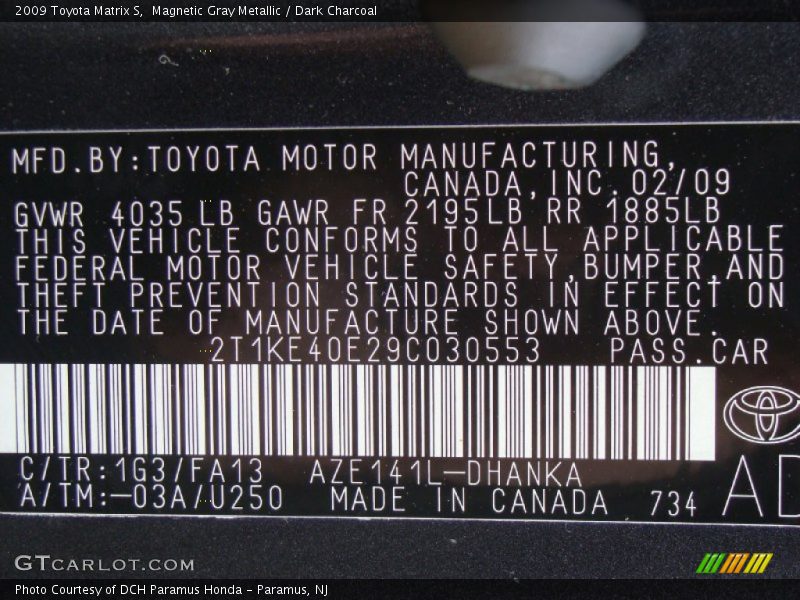 2009 Toyota Matrix S,  Magnetic Gray Metallic / Dark Charcoal
MFD.BY:TOYOTA MOTOR MANUFACTURING,
CANADA,INC.02/09
GVWR 4035 LB GAWR FR 2195LB RR 1885LB
THIS VEHICLE CONFORMS TO ALL APPLICABLE
FEDERAL MOTOR VEHICLE SAFETY,BUMPER,AND
THEFT PREVENTION STANDARDS IN EFFECT ON
THE DATE OF MANUFACTURE SHOWN ABOVE.
2T1KE40E29C030553 PASS.CAR
C/TR:1G3/FA13 AZE141L-DHANKA
A/TM:-03A/U250 MADE IN CANADA 734 AD
GTCARLOT.COM
Photo Courtesy of DCH Paramus Honda - Paramus, NJ